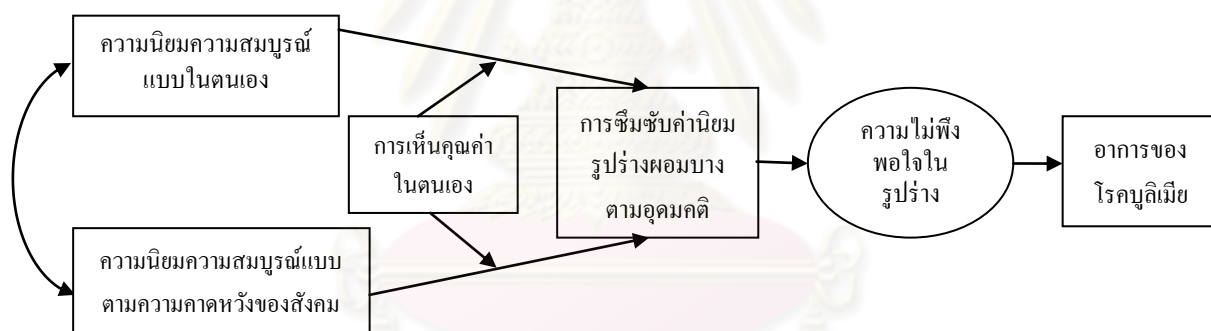 ความนิยมความสมบูรณ์
แบบในตนเอง
การเห็นคุณค่า
ในตนเอง
ความนิยมความสมบูรณ์แบบ
ตามความคาดหวังของสังคม
การซึมซับค่านิยม
รูปร่างผอมบาง
ตามอุดมคติ
ความไม่พึง
พอใจใน
รูปร่าง
อาการของ
โรคบูลิเมีย